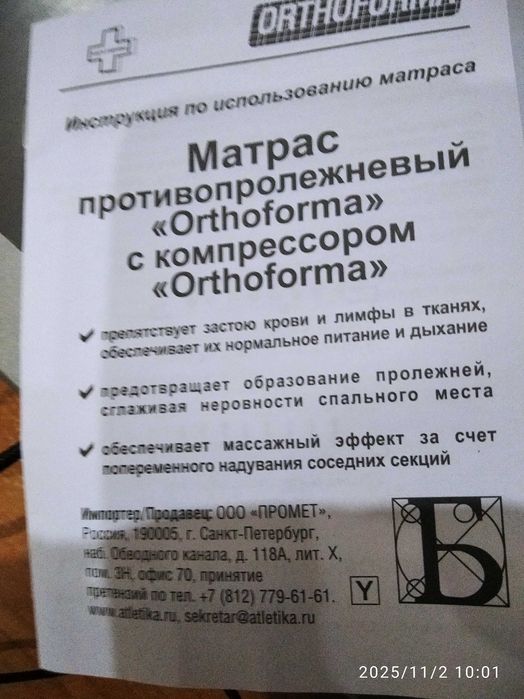 ORTHOFORMA
Инструкция по использованию матраса
Матрас
противопролежневый
«Orthoforma»
с компрессором
«Orthoforma»
препятствует застою крови и лимфы в тканях,
обеспечивает их нормальное питание и дыхание
предотвращает образование пролежней,
сглаживая неровности спального места
обеспечивает массажный эффект за счет
попеременного надувания соседних секций
Импортер/Продавец: ООО «ПРОМЕТ»,
Россия, 190005, г. Санкт-Петербург,
наб. Обводного канала, д. 118А, лит. Х,
пом. 3Н, офис 70, принятие
претензий по тел. +7 (812) 779-61-61.
www.atletika.ru, sekretar@atletika.ru
Y
Б
2025/11/2 10:01